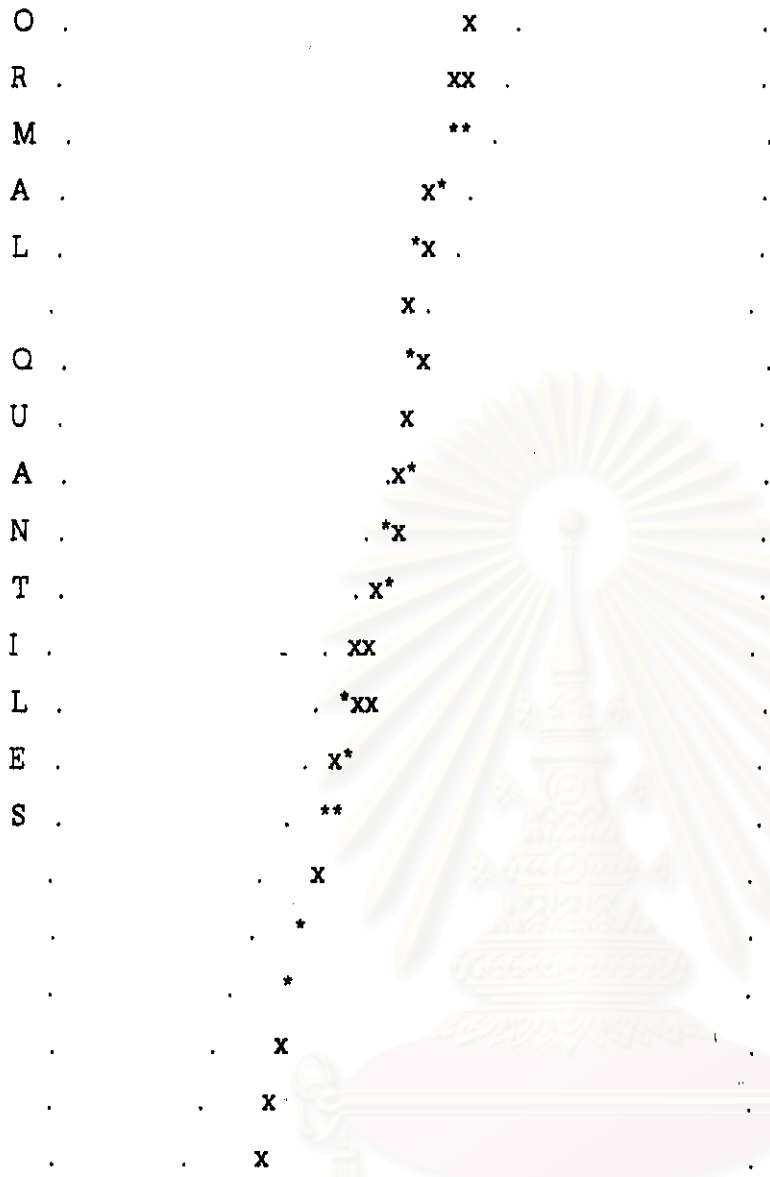 O . x . .
R . xx . .
M . ** . .
A . x* . .
L . *x . .
. x . .
Q . *x .
U . x .
A . .x* .
N . . *x .
T . . x* .
I . - . xx .
L . . *xx .
E . . x* .
S . . ** .
. . x .
. . * .
. . * .
. . x .
. . x .
. . x .